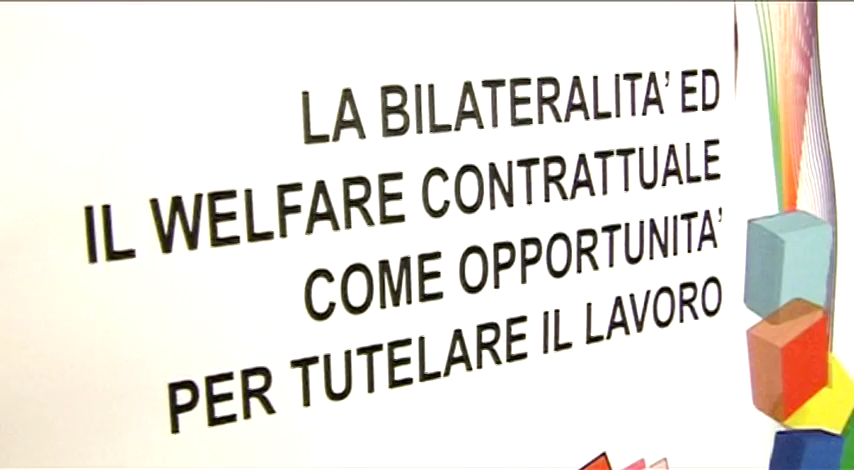 LA BILATERALITA' ED
IL WELFARE CONTRATTUALE
COME OPPORTUNITA'
PER TUTELARE IL LAVORO